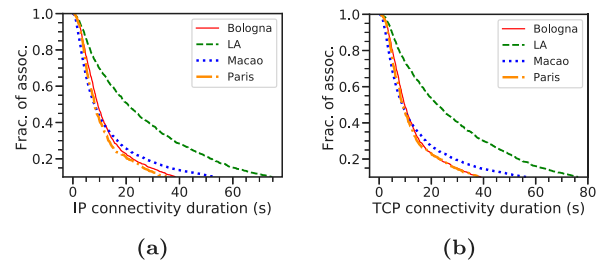 1.0
0.8
0.6
0.4
0.2
Frac. of assoc.
0 20 40 60
IP connectivity duration (s)
Bologna
LA
Macao
Paris
(a)
1.0
0.8
0.6
0.4
0.2
Frac. of assoc.
0 20 40 60 80
TCP connectivity duration (s)
Bologna
LA
Macao
Paris
(b)